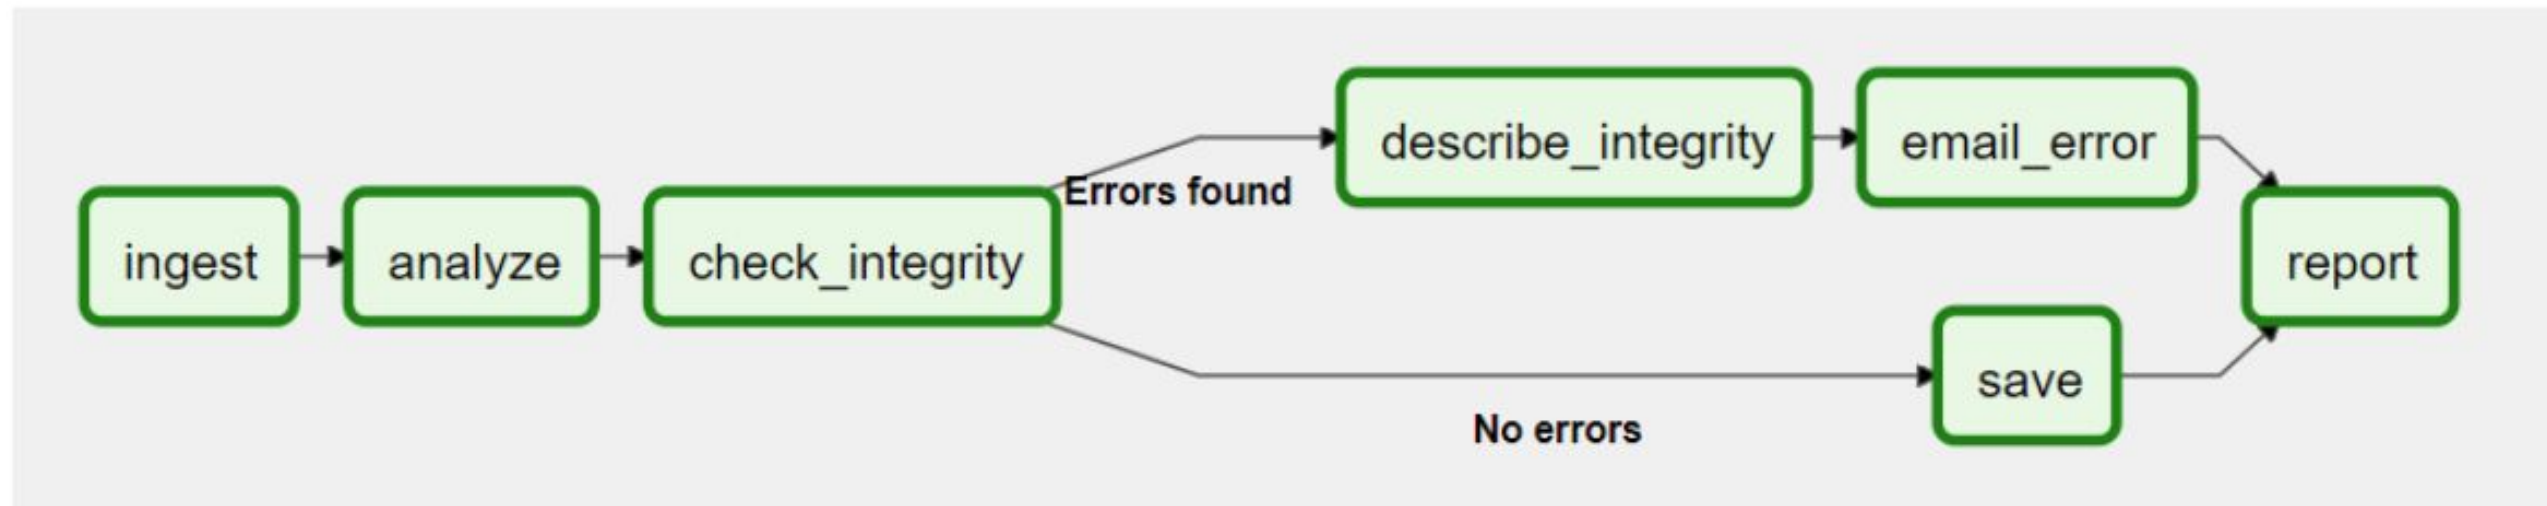 ingest
analyze
check_integrity
Errors found
describe_integrity
email_error
No errors
save
report